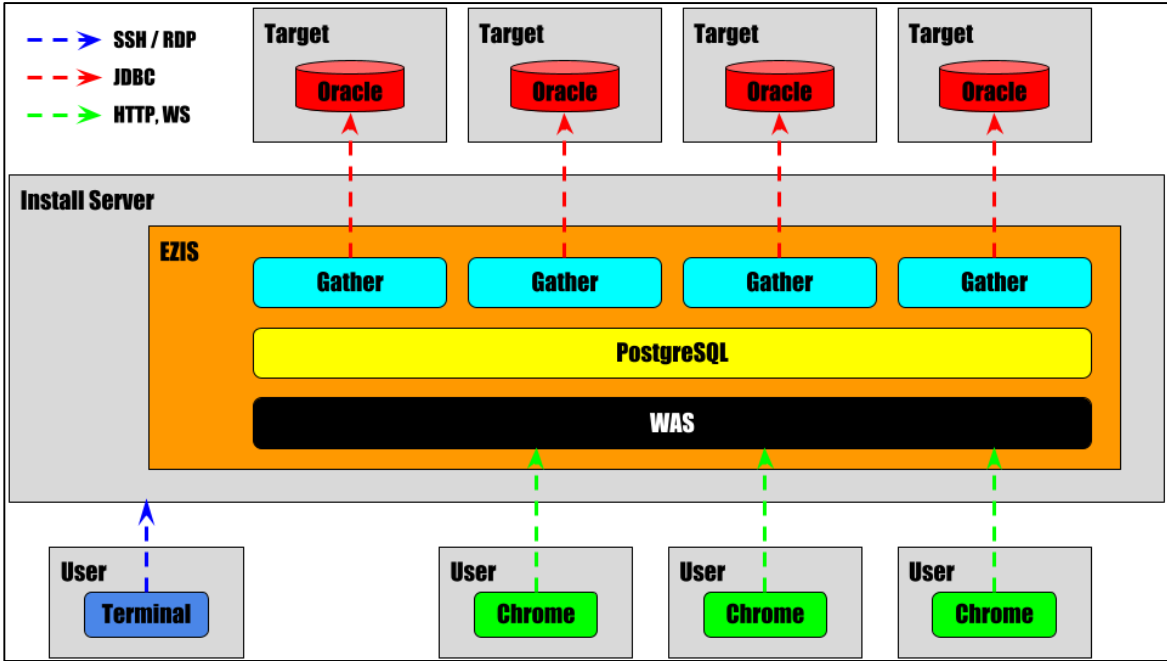 SSH / RDP
JDBC
HTTP, WS
Target
Target
Target
Target
Oracle
Oracle
Oracle
Oracle
Install Server
EZIS
Gather
Gather
Gather
Gather
PostgreSQL
WAS
User
User
User
User
Terminal
Chrome
Chrome
Chrome